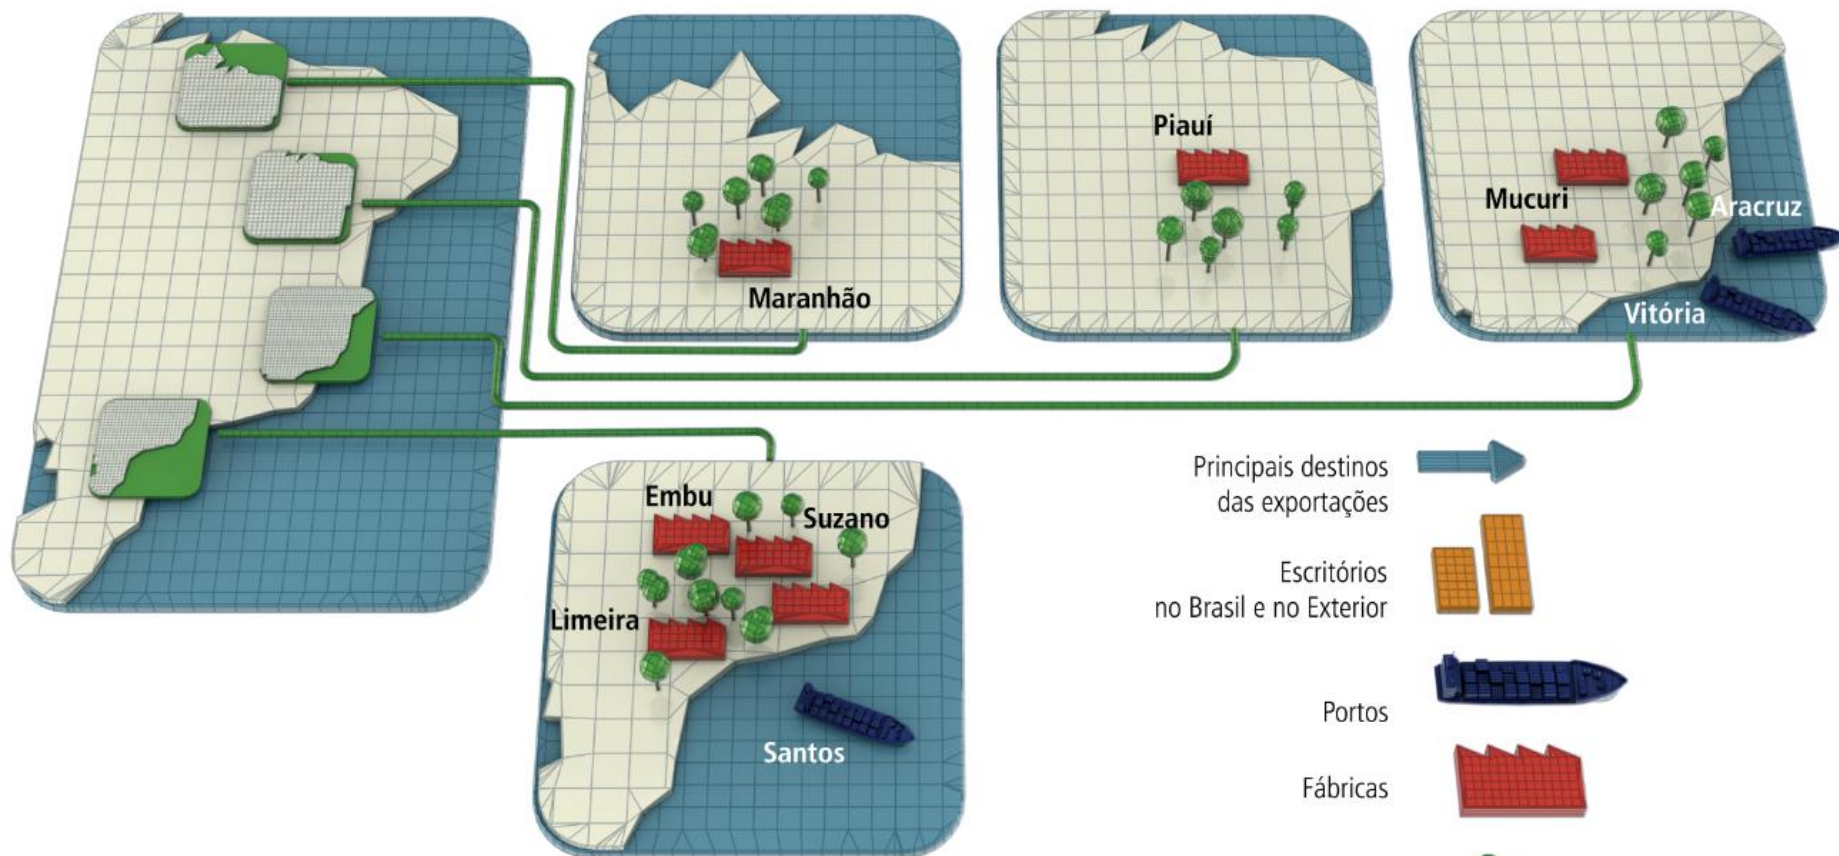 Maranhão
Piauí
Mucuri
Aracruz
Vitória
Embu
Suzano
Limeira
Santos
Principais destinos
das exportações
Escritórios
no Brasil e no Exterior
Portos
Fábricas